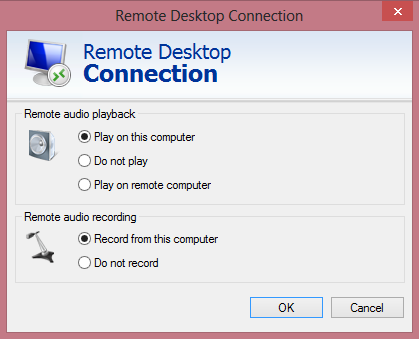 Remote Desktop Connection
Remote Desktop
Connection
Remote audio playback
Play on this computer
Do not play
Play on remote computer
Remote audio recording
Record from this computer
Do not record
OK Cancel